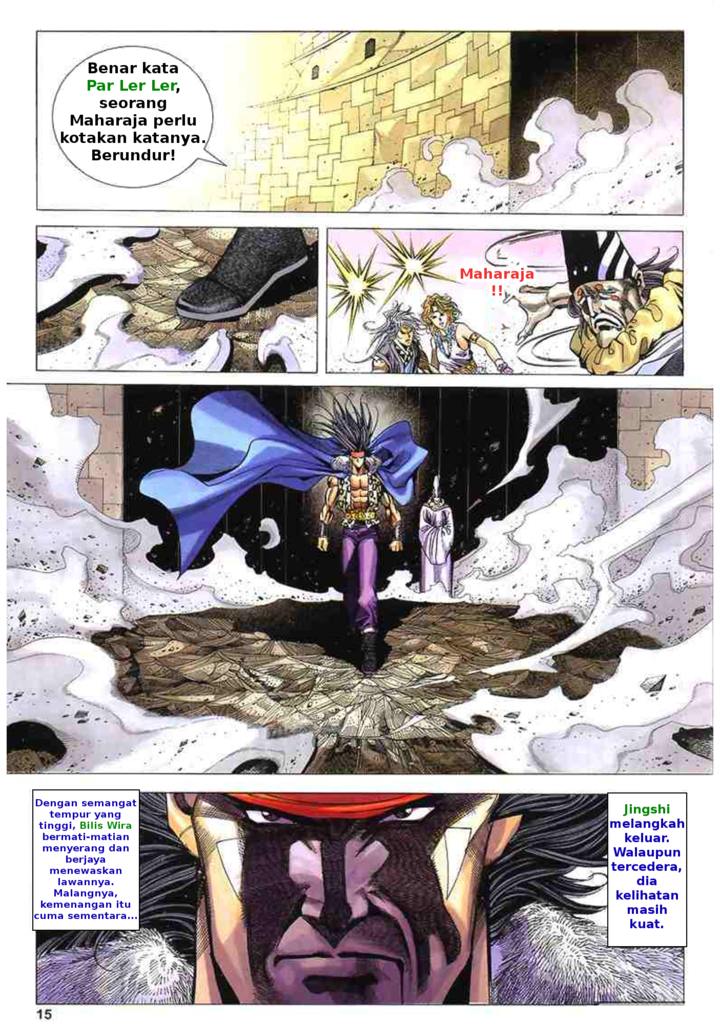 Benar kata
Par Ler Ler,
seorang
Maharaja perlu
kotakan katanya.
Berundur!
Maharaja
!!
Dengan semangat
tempur yang
tinggi, Bilis Wira
bermati-matian
menyerang dan
berjaya
menewaskan
lawannya.
Malangnya,
kemenangan itu
cuma sementara...
Jingshi
melangkah
keluar.
Walaupun
tercedera,
dia
kelihatan
masih
kuat.
15